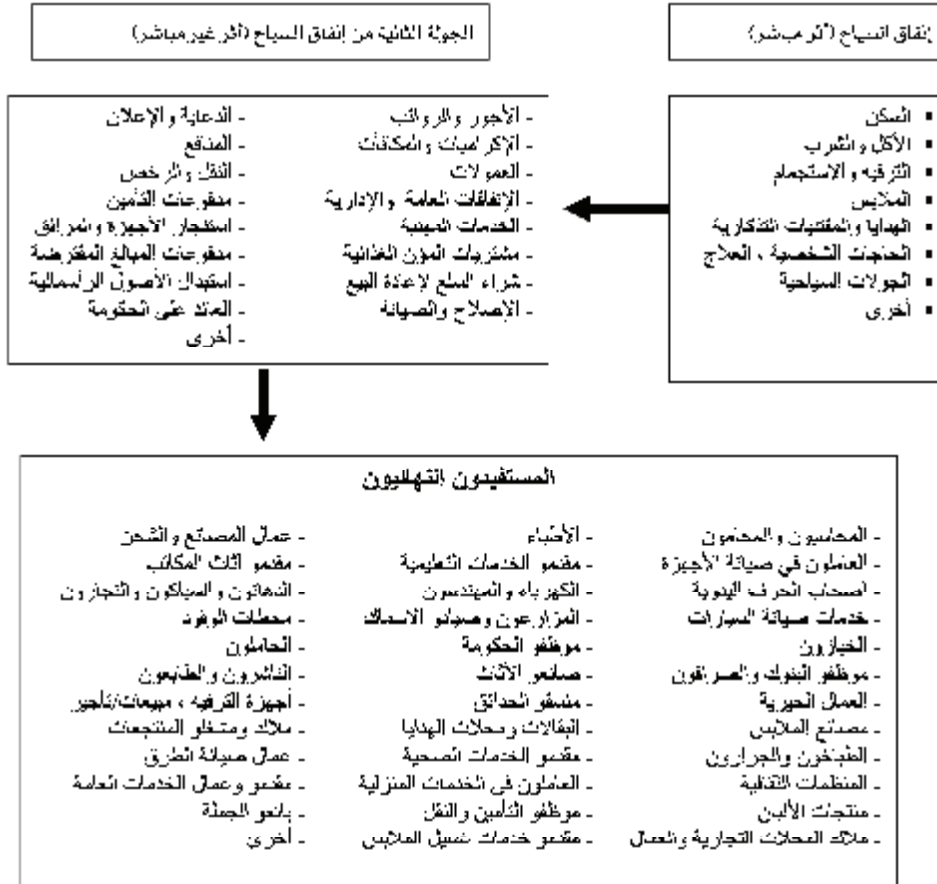 إنفاق السياح (أثر مباشر)
الجولة الثانية من إنفاق السياح (أثر غير مباشر)
▪ السكن
▪ الأكل والشرب
▪ الترفيه والاستجمام
▪ الملابس
▪ الهدايا والمقتنيات التذكارية
▪ الحاجات الشخصية ، العلاج
▪ الجولات السياحية
▪ أخرى
- الأجور والرواتب
- الإكراميات والمكافآت
- العمولات
- الإنفاقات العامة والإدارية
- الخدمات المهنية
- مشتريات المؤن الغذائية
- شراء السلع لإعادة البيع
- الإصلاح والصيانة
- الدعاية والإعلان
- المنافع
- النقل والرخص
- مدفوعات التأمين
- استئجار الأجهزة والمرافق
- مدفوعات المبالغ المقترضة
- استبدال الأصول الرأسمالية
- العائد على الحكومة
- أخرى
المستفيدون النهائيون
- المحاسبون والمحامون
- العاملون في صيانة الأجهزة
- أصحاب الحرف اليدوية
- خدمات صيانة السيارات
- الخبازون
- موظفو البنوك والصرافون
- العمال الخيرية
- مصانع الملابس
- الطباخون والجزارون
- المنظمات الثقافية
- منتجات الألبان
- ملاك المحلات التجارية والعمال
- الأطباء
- مقدمو الخدمات التعليمية
- الكهرباء والمهندسون
- المزارعون وصيادو الاسماك
- موظفو الحكومة
- صانعو الأثاث
- منسقو الحدائق
- البقالات ومحلات الهدايا
- مقدمو الخدمات الصحية
- العاملون في الخدمات المنزلية
- موظفو التأمين والنقل
- مقدمو خدمات غسيل الملابس
- عمال المصانع والشحن
- مقدمو اثاث المكاتب
- الدهانون والسباكون والنجارون
- محطات الوقود
- الحاملون
- الناشرون والطابعون
- أجهزة الترفيه ، مبيعات/تأجير
- ملاك ومشغلو المنتجعات
- عمال صيانة الطرق
- مقدمو وعمال الخدمات العامة
- بائعو الجملة
- أخرى